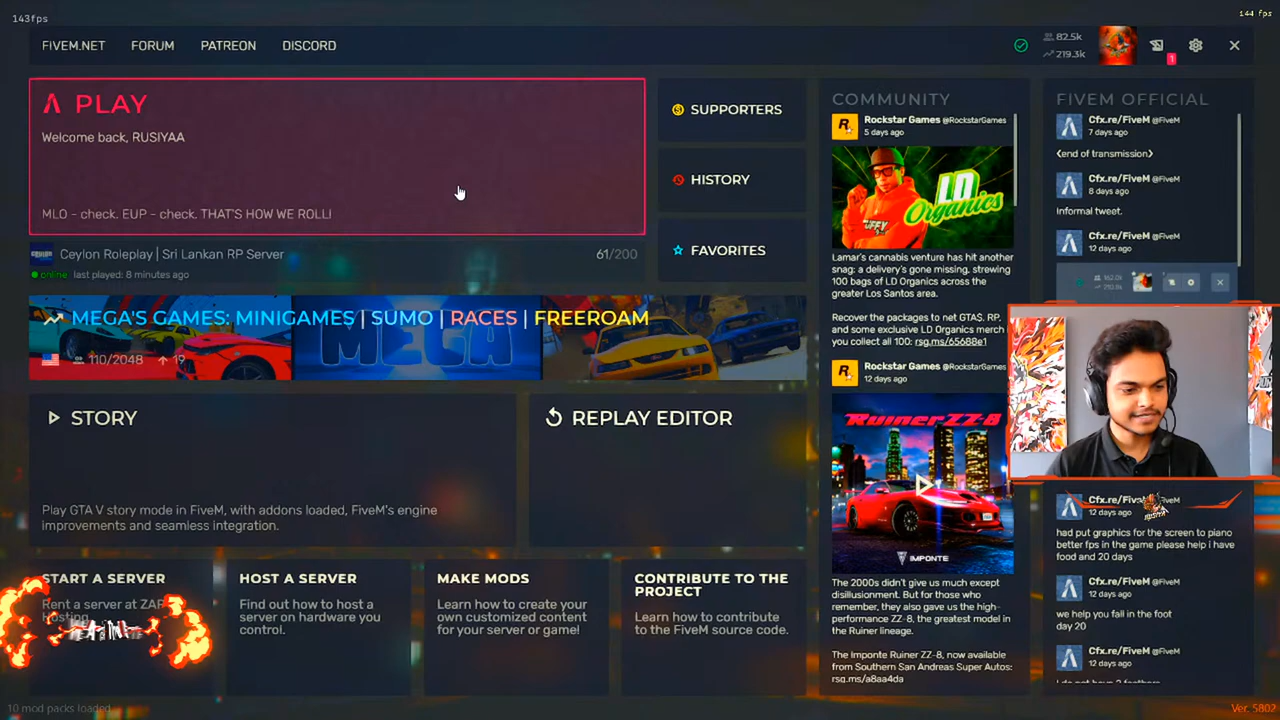 143fps
144 fps
FIVEM.NET FORUM PATREON DISCORD
82.5k
219.3k
1
PLAY
Welcome back, RUSIYAA
MLO - check. EUP - check. THAT'S HOW WE ROLL!
Ceylon Roleplay | Sri Lankan RP Server 61/200
online last played: 8 minutes ago
SUPPORTERS
HISTORY
FAVORITES
MEGA'S GAMES: MINIGAMES | SUMO | RACES | FREEROAM
MEGA
110/2048 19
STORY
Play GTA V story mode in FiveM, with addons loaded, FiveM's engine
improvements and seamless integration.
REPLAY EDITOR
START A SERVER
Rent a server at ZAP
Hosting
HOST A SERVER
Find out how to host a
server on hardware you
control.
MAKE MODS
Learn how to create your
own customized content
for your server or game!
CONTRIBUTE TO THE
PROJECT
Learn how to contribute
to the FiveM source code.
COMMUNITY
Rockstar Games @RockstarGames
5 days ago
LD
Organics
Lamar's cannabis venture has hit another
snag: a delivery's gone missing, strewing
100 bags of LD Organics across the
greater Los Santos area.
Recover the packages to net GTA$, RP,
and some exclusive LD Organics merch
you collect all 100: rsg.ms/65688e1
Rockstar Games @RockstarGames
12 days ago
Ruiner ZZ-8
IMPONTE
The 2000s didn't give us much except
disillusionment. But for those who
remember, they also gave us the high-
performance ZZ-8, the greatest model in
the Ruiner lineage.
The Imponte Ruiner ZZ-8, now available
from Southern San Andreas Super Autos:
rsg.ms/a8aa4da
FIVEM OFFICIAL
Cfx.re/FiveM @FiveM
7 days ago
<end of transmission>
Cfx.re/FiveM @FiveM
8 days ago
Informal tweet.
Cfx.re/FiveM @FiveM
12 days ago
12 days ago
had put graphics for the screen to piano
better fps in the game please help i have
food and 20 days
Cfx.re/FiveM @FiveM
12 days ago
we help you fall in the foot
day 20
Cfx.re/FiveM @FiveM
12 days ago
10 mod packs loaded
Ver. 5802